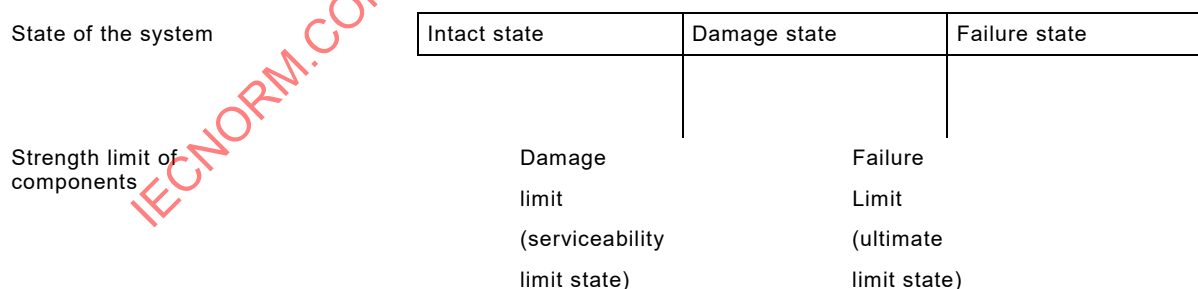 State of the system
Intact state
Damage state
Failure state
Strength limit of
components
Damage
limit
(serviceability
limit state)
Failure
Limit
(ultimate
limit state)
IECNORM.CO